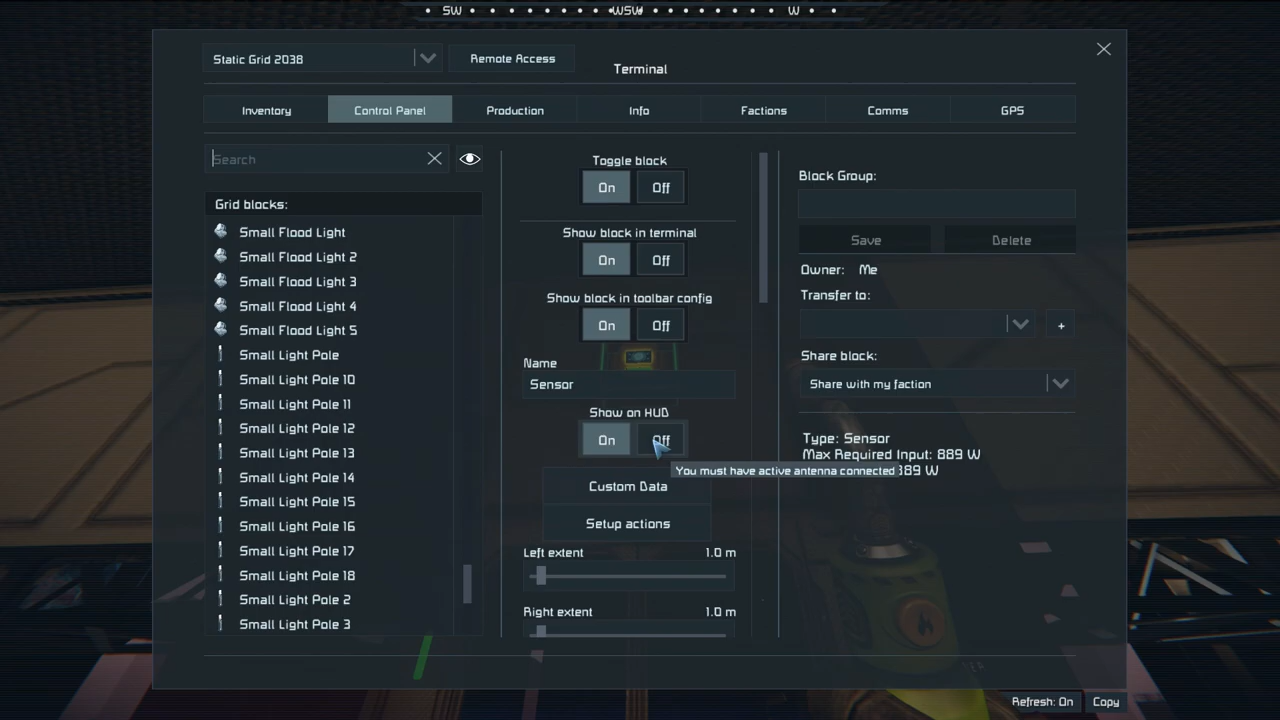 SW WSW W
Static Grid 2038
Remote Access
Terminal
Inventory
Control Panel
Production
Info
Factions
Comms
GPS
Search
Grid blocks:
Small Flood Light
Small Flood Light 2
Small Flood Light 3
Small Flood Light 4
Small Flood Light 5
Small Light Pole
Small Light Pole 10
Small Light Pole 11
Small Light Pole 12
Small Light Pole 13
Small Light Pole 14
Small Light Pole 15
Small Light Pole 16
Small Light Pole 17
Small Light Pole 18
Small Light Pole 2
Small Light Pole 3
Toggle block
On Off
Show block in terminal
On Off
Show block in toolbar config
On Off
Name
Sensor
Show on HUD
On Off
You must have active antenna connected
Custom Data
Setup actions
Left extent 1.0 m
Right extent 1.0 m
Block Group:
Save Delete
Owner: Me
Transfer to:
+
Share block:
Share with my faction
Type: Sensor
Max Required Input: 889 W
889 W
Refresh: On Copy